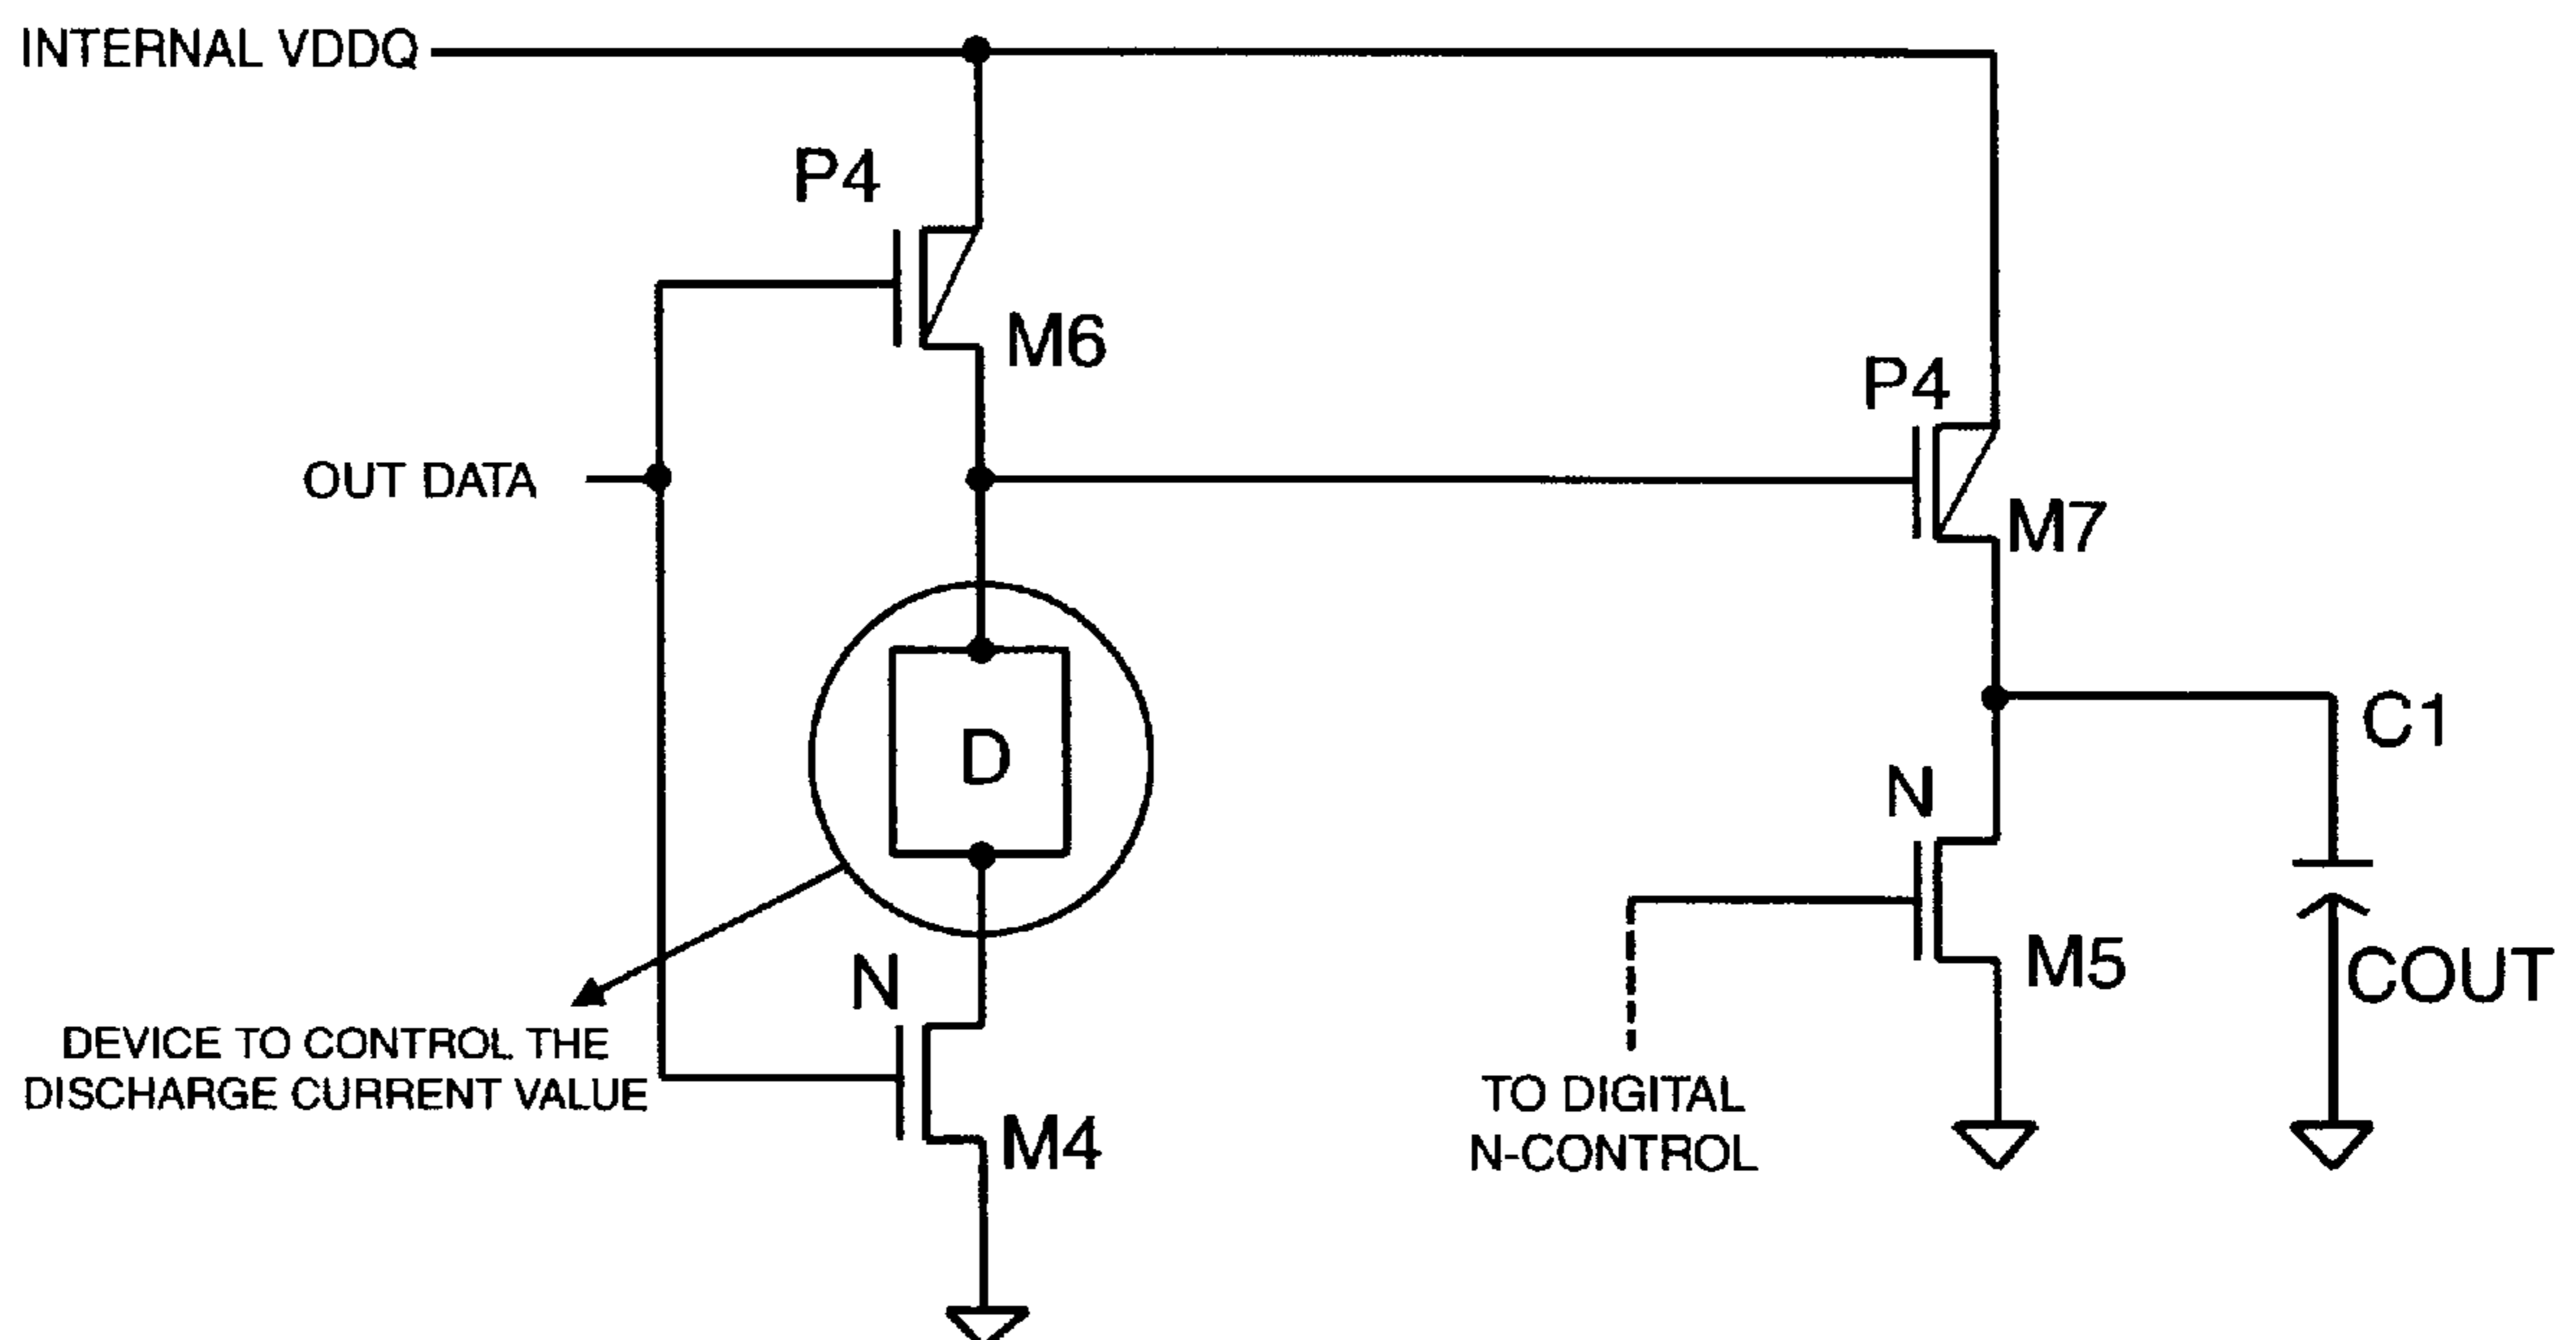 INTERNAL VDDQ
P4
M6
P4
OUT DATA
M7
C1
D
N
N
M5
COUT
DEVICE TO CONTROL THE
DISCHARGE CURRENT VALUE
M4
TO DIGITAL
N-CONTROL